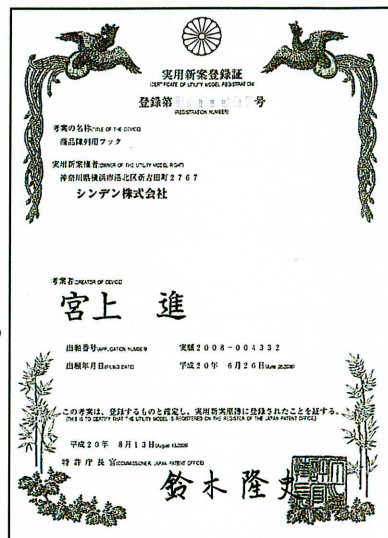 実用新案登録証
(CERTIFICATE OF UTILITY MODEL REGISTRATION)
登録第 号
(REGISTRATION NUMBER)
考案の名称(TITLE OF THE DEVICE)
商品陳列用フック
実用新案権者(OWNER OF THE UTILITY MODEL RIGHT)
神奈川県横浜市港北区新吉田町2767
シンデン株式会社
考案者(CREATOR OF DEVICE)
宮上 進
出願番号(APPLICATION NUMBER) 実願2008-004332
出願年月日(FILING DATE) 平成20年 6月26日(June 26,2008)
この考案は、登録するものと確定し、実用新案原簿に登録されたことを証する。
(THIS IS TO CERTIFY THAT THE UTILITY MODEL IS REGISTERED ON THE REGISTER OF THE JAPAN PATENT OFFICE)
平成20年 8月13日(August 13,2008)
特許庁長官(COMMISSIONER, JAPAN PATENT OFFICE)
鈴木隆史